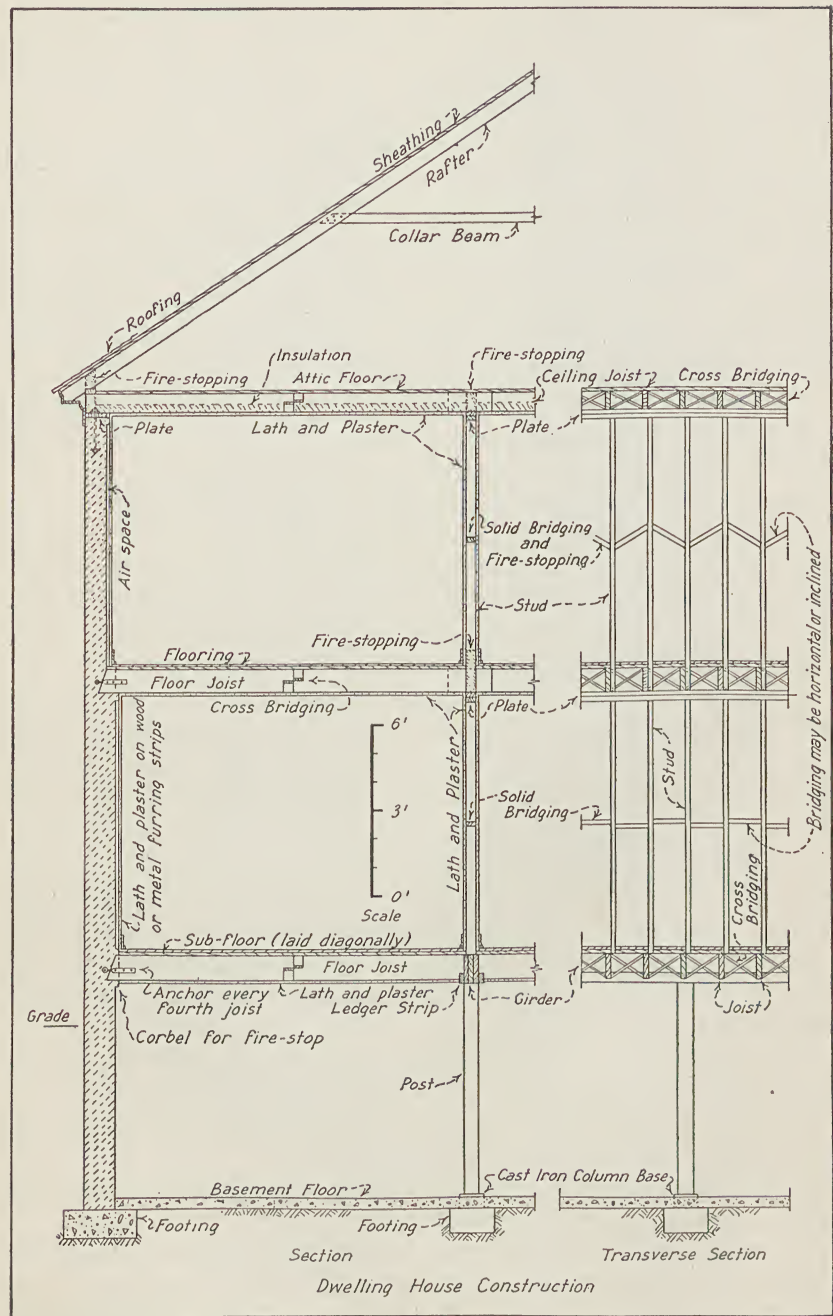 Sheathing
Rafter
Collar Beam
Roofing
Fire-stopping
Insulation
Attic Floor
Fire-stopping
Ceiling Joist
Cross Bridging
Plate
Lath and Plaster
Plate
Air space
Solid Bridging
and
Fire-stopping
Stud
Bridging may be horizontal or inclined
Fire-stopping
Flooring
Floor Joist
Cross Bridging
Plate
6'
3'
0'
Scale
Lath and plaster on wood
or metal furring strips
Lath and Plaster
Solid
Bridging
Stud
Cross
Bridging
Sub-floor (laid diagonally)
Floor Joist
Anchor every
fourth joist
Lath and plaster
Ledger Strip
Girder
Joist
Grade
Corbel for fire-stop
Post
Basement Floor
Cast Iron Column Base
Footing
Footing
Section
Transverse Section
Dwelling House Construction